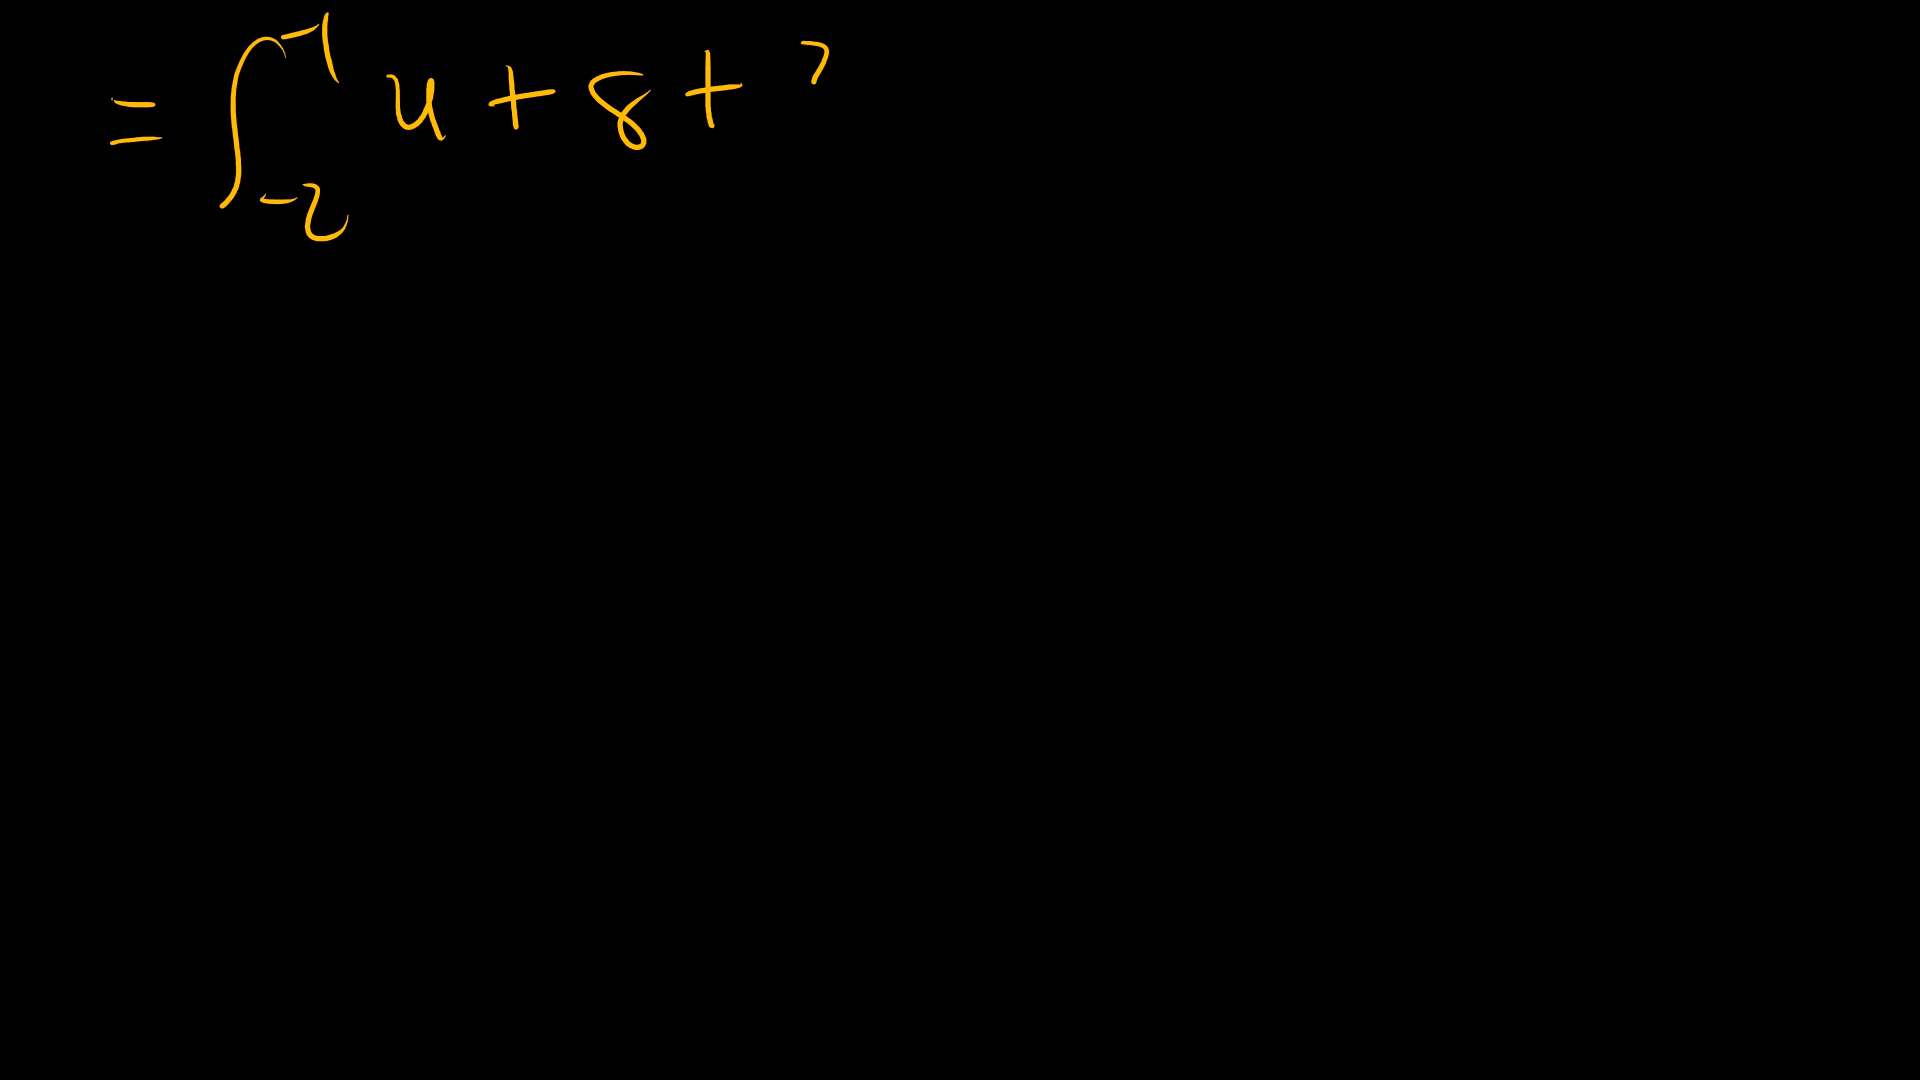 = ∫_{-2}^{-1} u + 8 +